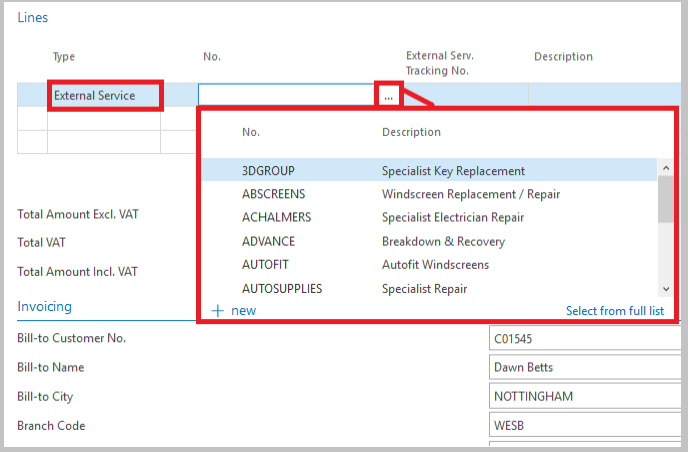 Lines
Type No. External Serv. Tracking No. Description
External Service ...
No. Description
3DGROUP Specialist Key Replacement
ABSCREENS Windscreen Replacement / Repair
ACHALMERS Specialist Electrician Repair
ADVANCE Breakdown & Recovery
AUTOFIT Autofit Windscreens
AUTOSUPPLIES Specialist Repair
+ new Select from full list
Total Amount Excl. VAT
Total VAT
Total Amount Incl. VAT
Invoicing
Bill-to Customer No. C01545
Bill-to Name Dawn Betts
Bill-to City NOTTINGHAM
Branch Code WESB